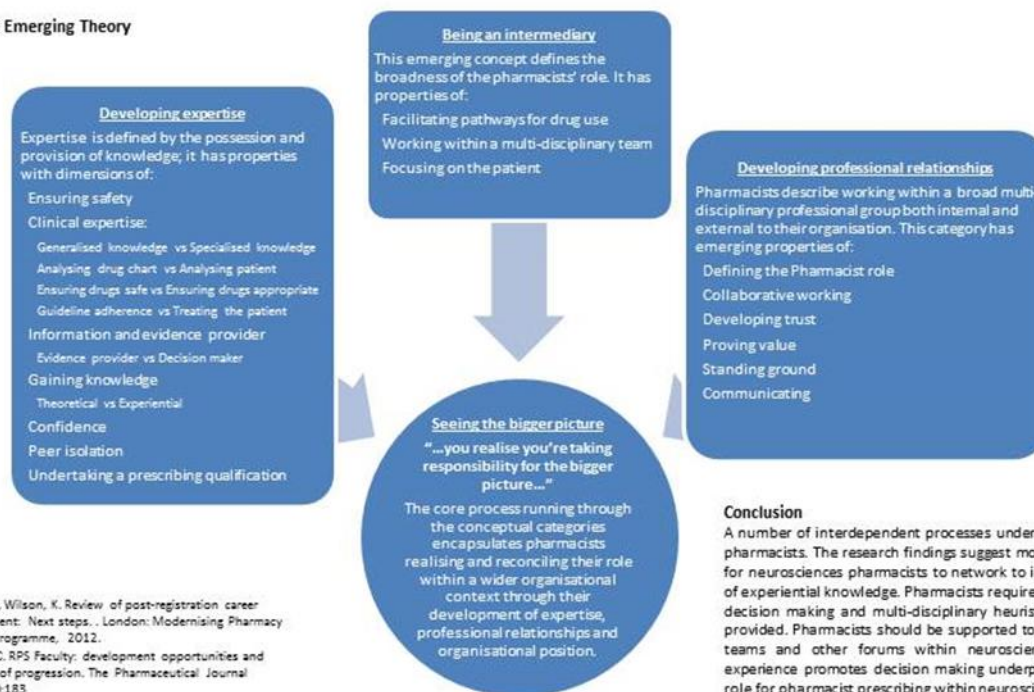 Emerging Theory
Being an intermediary
This emerging concept defines the
broadness of the pharmacists' role. It has
properties of:
Facilitating pathways for drug use
Working within a multi-disciplinary team
Focusing on the patient
Developing expertise
Expertise is defined by the possession and
provision of knowledge; it has properties
with dimensions of:
Ensuring safety
Clinical expertise:
Generalised knowledge vs Specialised knowledge
Analysing drug chart vs Analysing patient
Ensuring drugs safe vs Ensuring drugs appropriate
Guideline adherence vs Treating the patient
Information and evidence provider
Evidence provider vs Decision maker
Gaining knowledge
Theoretical vs Experiential
Confidence
Peer isolation
Undertaking a prescribing qualification
Developing professional relationships
Pharmacists describe working within a broad multi-
disciplinary professional group both internal and
external to their organisation. This category has
emerging properties of:
Defining the Pharmacist role
Collaborative working
Developing trust
Proving value
Standing ground
Communicating
Seeing the bigger picture
"...you realise you're taking
responsibility for the bigger
picture..."
The core process running through
the conceptual categories
encapsulates pharmacists
realising and reconciling their role
within a wider organisational
context through their
development of expertise,
professional relationships and
organisational position.
Wilson, K. Review of post-registration career
ent: Next steps. . London: Modernising Pharmacy
rogramme, 2012.
RPS Faculty: development opportunities and
of progression. The Pharmaceutical Journal
183.
Conclusion
A number of interdependent processes under
pharmacists. The research findings suggest mo
for neurosciences pharmacists to network to i
of experiential knowledge. Pharmacists require
decision making and multi-disciplinary heuris
provided. Pharmacists should be supported to
teams and other forums within neuroscien
experience promotes decision making underp
role for pharmacist prescribing within neurosci